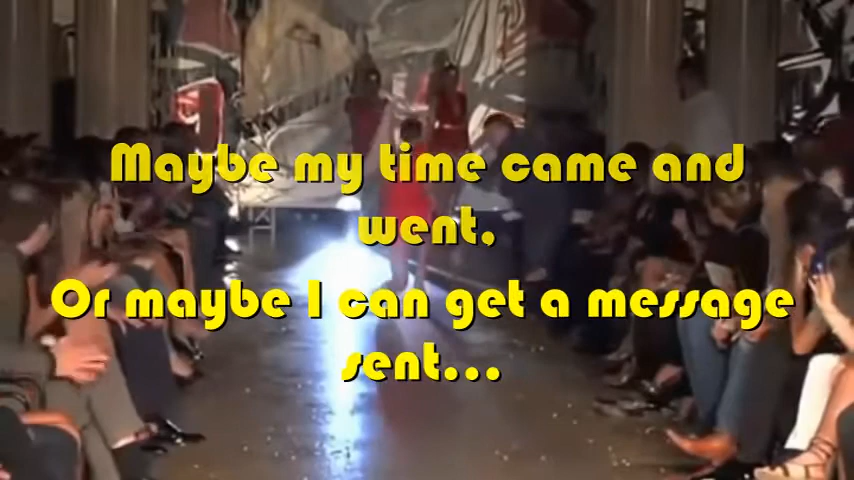 Maybe my time came and
went,
Or maybe I can get a message
sent...